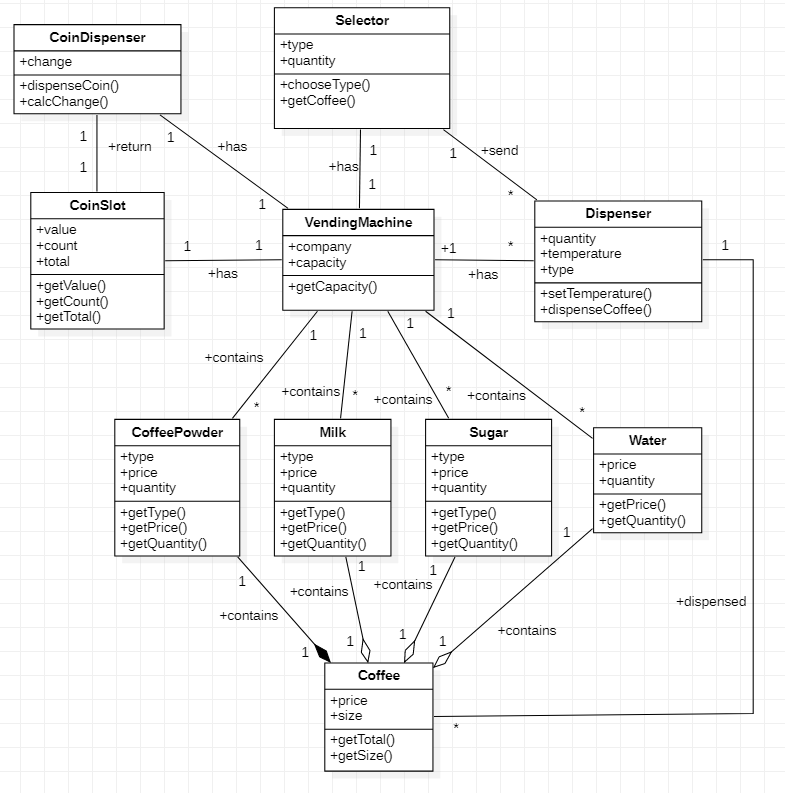 CoinDispenser
+change
+dispenseCoin()
+calcChange()
Selector
+type
+quantity
+chooseType()
+getCoffee()
1
+return
1
1
+has
1
1
+has
1
1
+send
*
CoinSlot
+value
+count
+total
+getValue()
+getCount()
+getTotal()
1
1
+has
VendingMachine
+company
+capacity
+getCapacity()
+1
*
+has
Dispenser
+quantity
+temperature
+type
+setTemperature()
+dispenseCoffee()
1
1
+contains
*
1
+contains
*
1
+contains
*
1
+contains
*
CoffeePowder
+type
+price
+quantity
+getType()
+getPrice()
+getQuantity()
Milk
+type
+price
+quantity
+getType()
+getPrice()
+getQuantity()
Sugar
+type
+price
+quantity
+getType()
+getPrice()
+getQuantity()
Water
+price
+quantity
+getPrice()
+getQuantity()
1
+contains
1
1
+contains
1
1
+contains
1
1
+contains
1
+dispensed
*
Coffee
+price
+size
+getTotal()
+getSize()